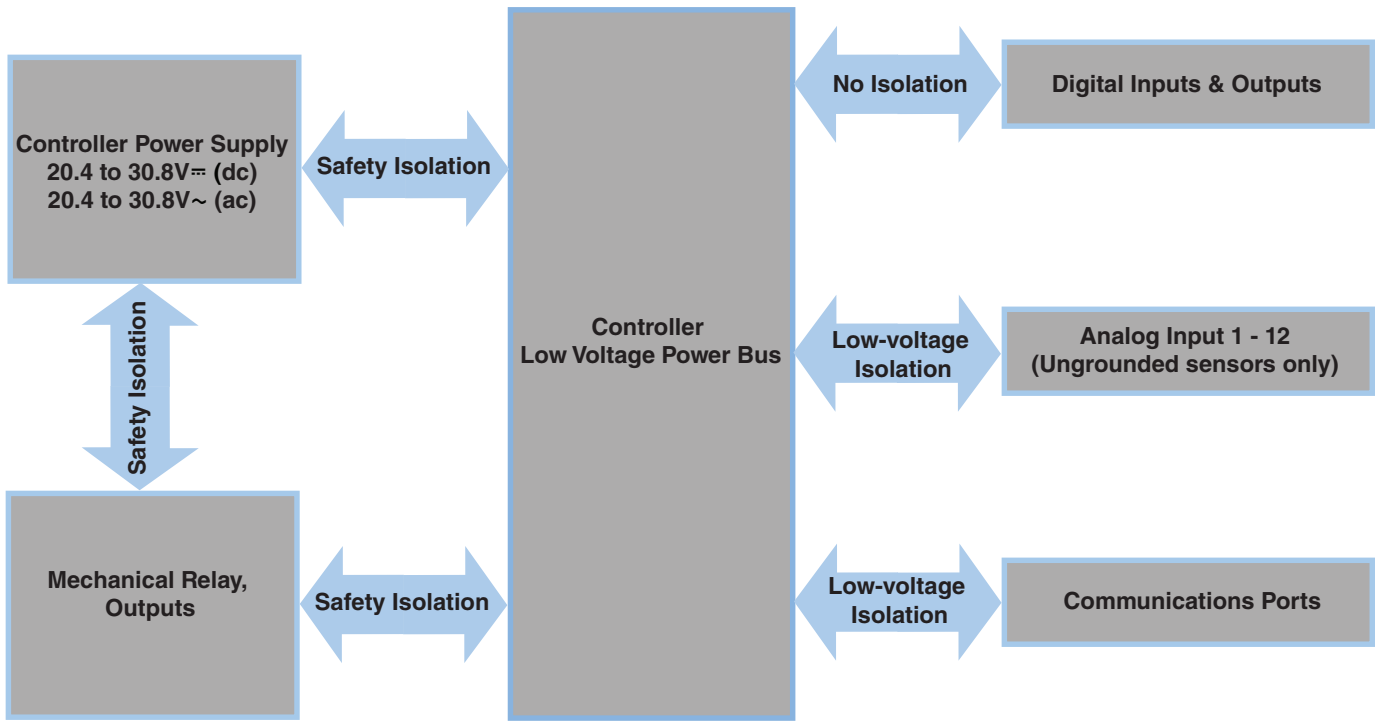 Controller Power Supply
20.4 to 30.8V⎓ (dc)
20.4 to 30.8V~ (ac)
Safety Isolation
Safety Isolation
Mechanical Relay,
Outputs
Safety Isolation
Controller
Low Voltage Power Bus
No Isolation
Digital Inputs & Outputs
Low-voltage
Isolation
Analog Input 1 - 12
(Ungrounded sensors only)
Low-voltage
Isolation
Communications Ports